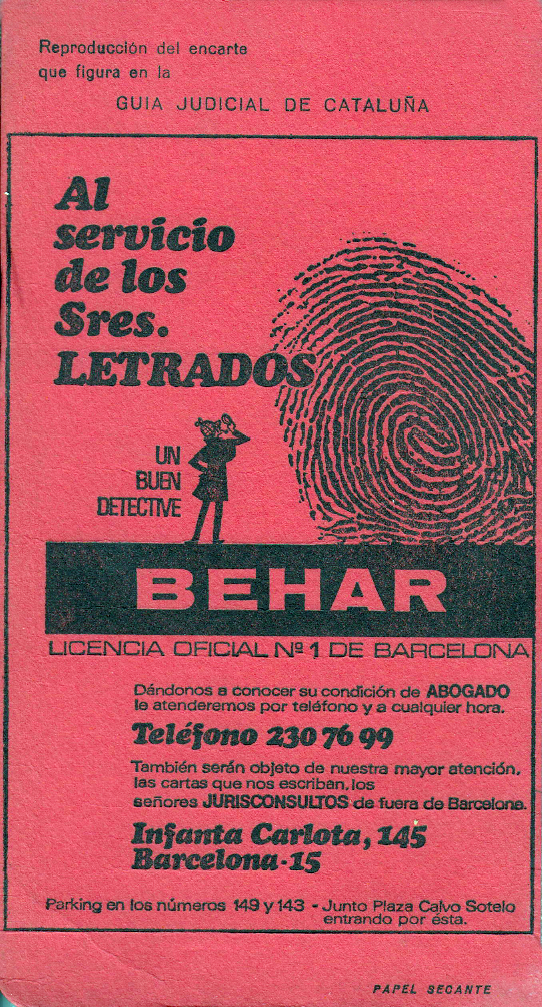 Reproducción del encarte
que figura en la
GUIA JUDICIAL DE CATALUÑA
Al
servicio
de los
Sres.
LETRADOS
UN
BUEN
DETECTIVE
BEHAR
LICENCIA OFICIAL Nº 1 DE BARCELONA
Dándonos a conocer su condición de ABOGADO
le atenderemos por teléfono y a cualquier hora.
Teléfono 230 76 99
También serán objeto de nuestra mayor atención,
las cartas que nos escriban, los
señores JURISCONSULTOS de fuera de Barcelona.
Infanta Carlota, 145
Barcelona-15
Parking en los números 149 y 143 - Junto Plaza Calvo Sotelo
entrando por ésta.
PAPEL SECANTE